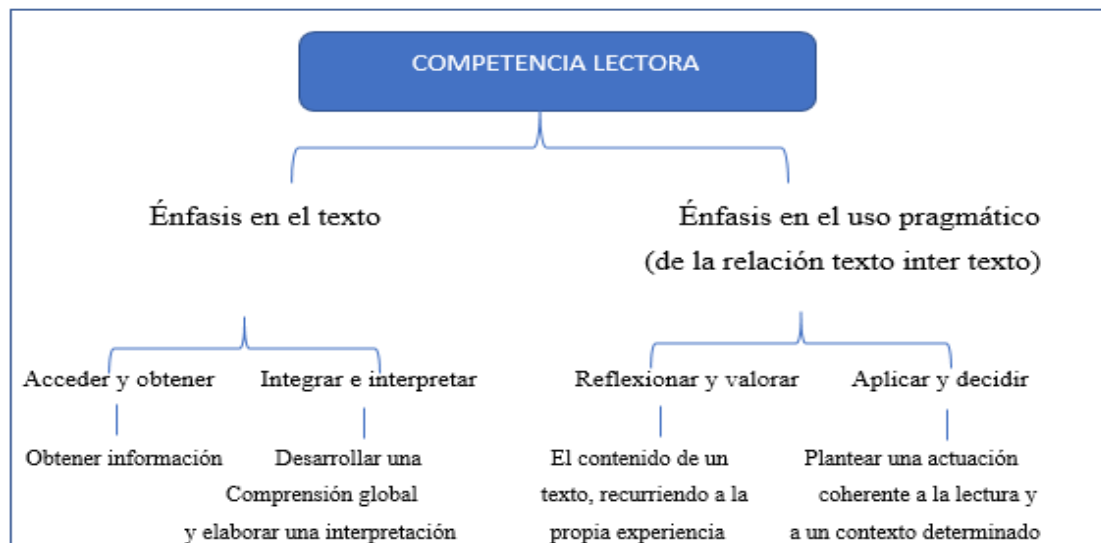 COMPETENCIA LECTORA
Énfasis en el texto
Énfasis en el uso pragmático
(de la relación texto inter texto)
Acceder y obtener
Integrar e interpretar
Reflexionar y valorar
Aplicar y decidir
Obtener información
Desarrollar una
Comprensión global
y elaborar una interpretación
El contenido de un
texto, recurriendo a la
propia experiencia
Plantear una actuación
coherente a la lectura y
a un contexto determinado